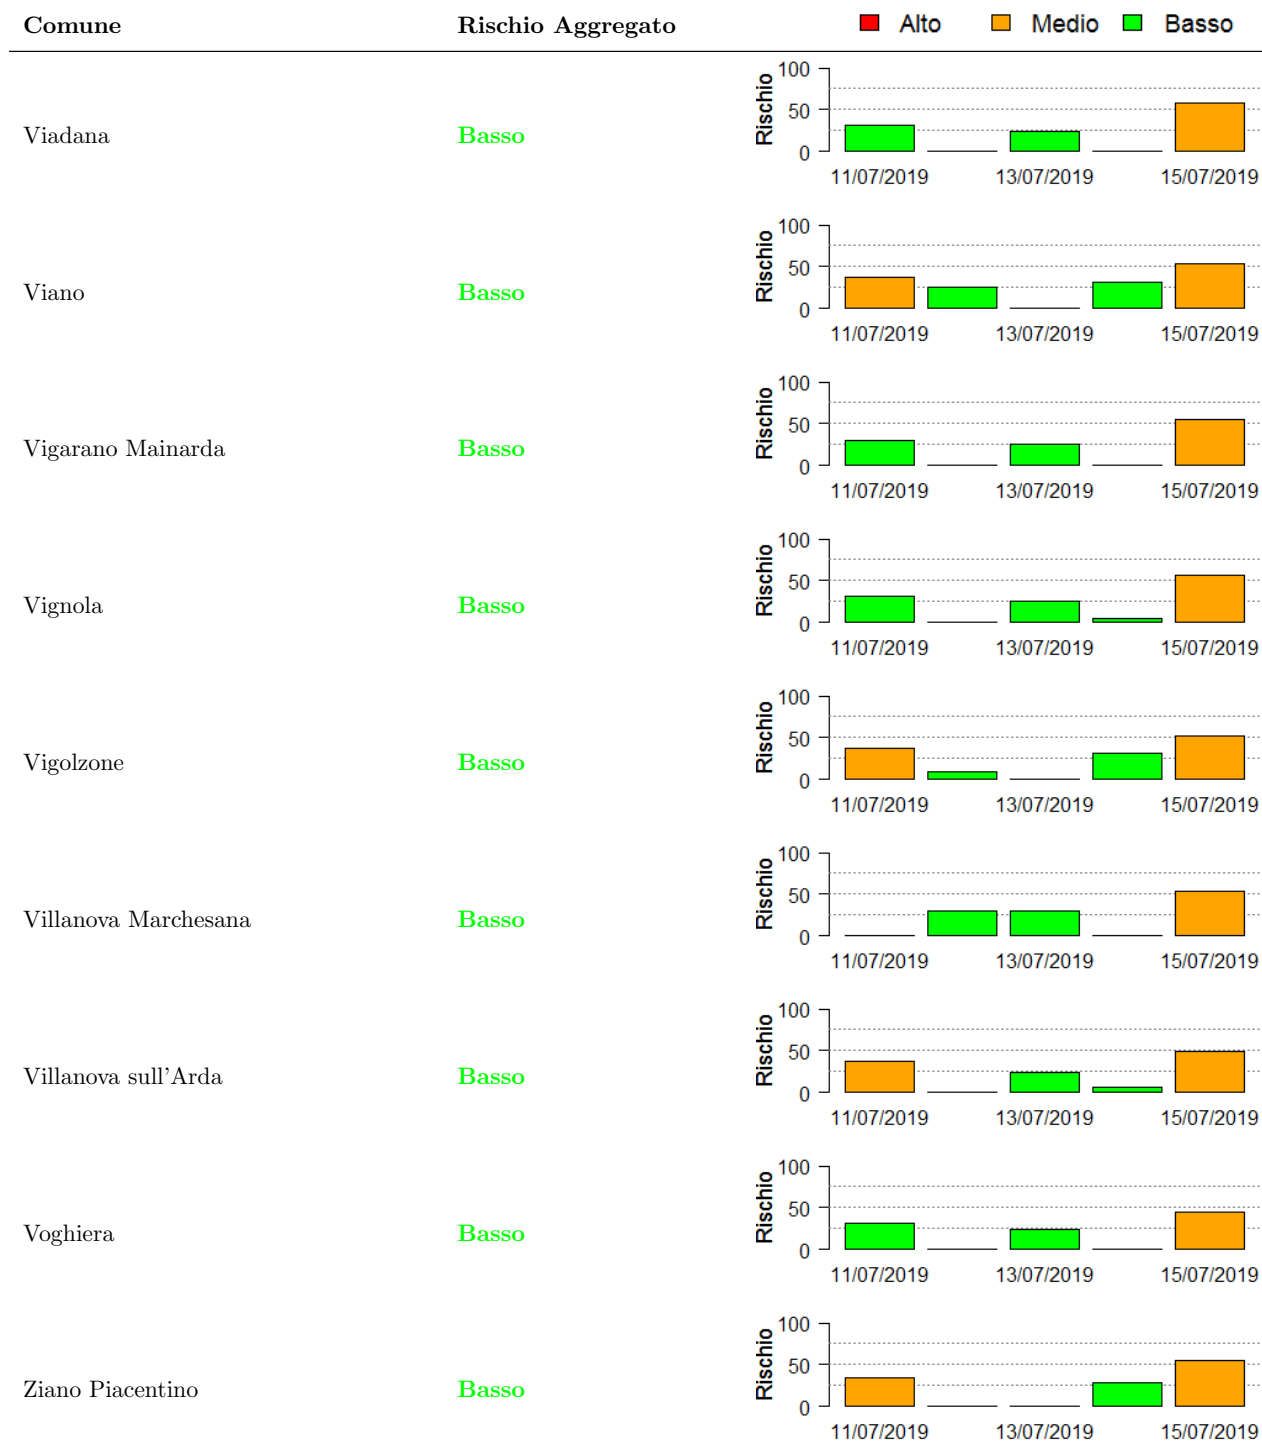 Comune Rischio Aggregato Alto Medio Basso
100
50
0
Rischio
Viadana Basso
11/07/2019 13/07/2019 15/07/2019
100
50
0
Rischio
Viano Basso
11/07/2019 13/07/2019 15/07/2019
100
50
0
Rischio
Vigarano Mainarda Basso
11/07/2019 13/07/2019 15/07/2019
100
50
0
Rischio
Vignola Basso
11/07/2019 13/07/2019 15/07/2019
100
50
0
Rischio
Vigolzone Basso
11/07/2019 13/07/2019 15/07/2019
100
50
0
Rischio
Villanova Marchesana Basso
11/07/2019 13/07/2019 15/07/2019
100
50
0
Rischio
Villanova sull'Arda Basso
11/07/2019 13/07/2019 15/07/2019
100
50
0
Rischio
Voghiera Basso
11/07/2019 13/07/2019 15/07/2019
100
50
0
Rischio
Ziano Piacentino Basso
11/07/2019 13/07/2019 15/07/2019